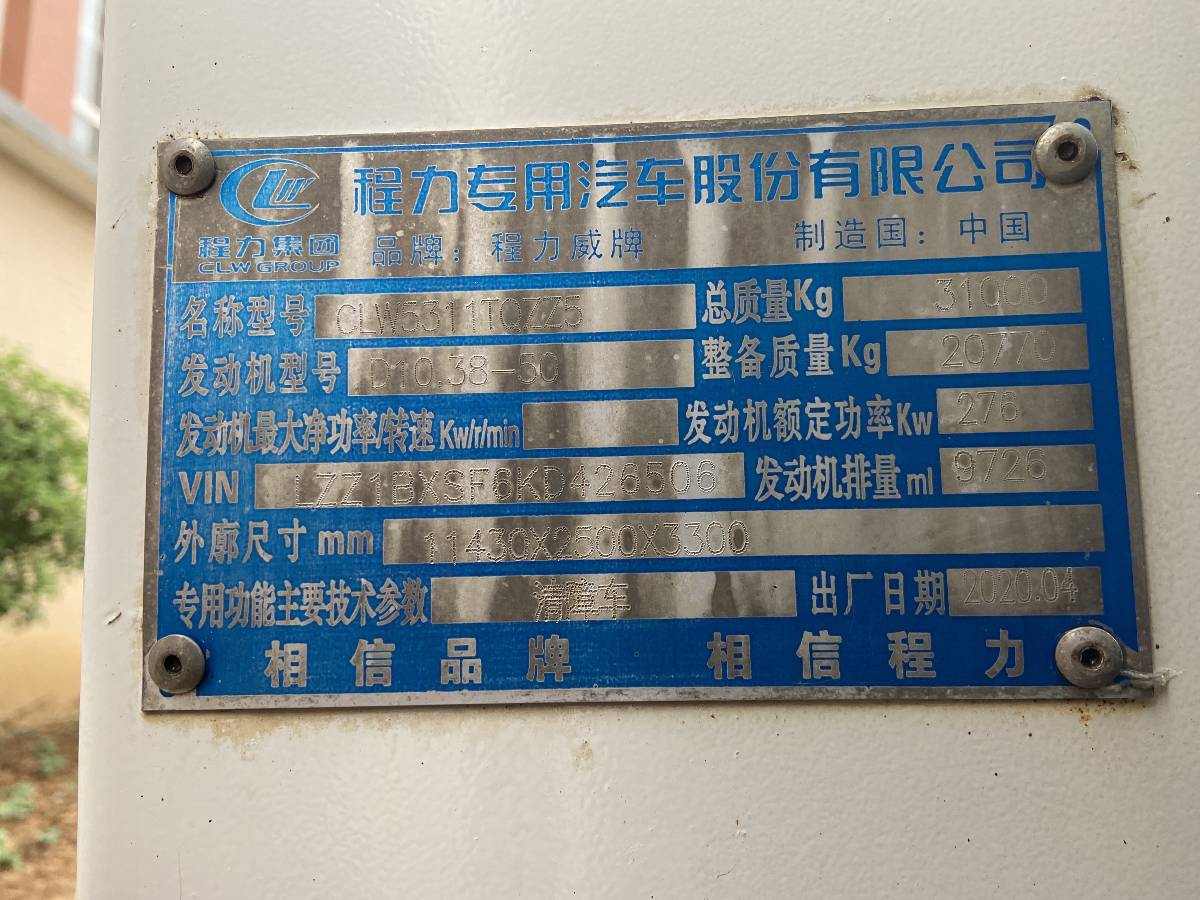 程力专用汽车股份有限公司
CLW
程力集团
CLW GROUP
品牌：程力威牌 制造国：中国
名称型号 CLW5311TQZZ5 总质量Kg 31000
发动机型号 D10.38-50 整备质量Kg 20770
发动机最大净功率/转速Kw/r/min 发动机额定功率Kw 276
VIN LZZ1BXSF6KD426506 发动机排量ml 9726
外廓尺寸mm 11430X2500X3300
专用功能主要技术参数 清障车 出厂日期 2020.04
相信品牌 相信程力